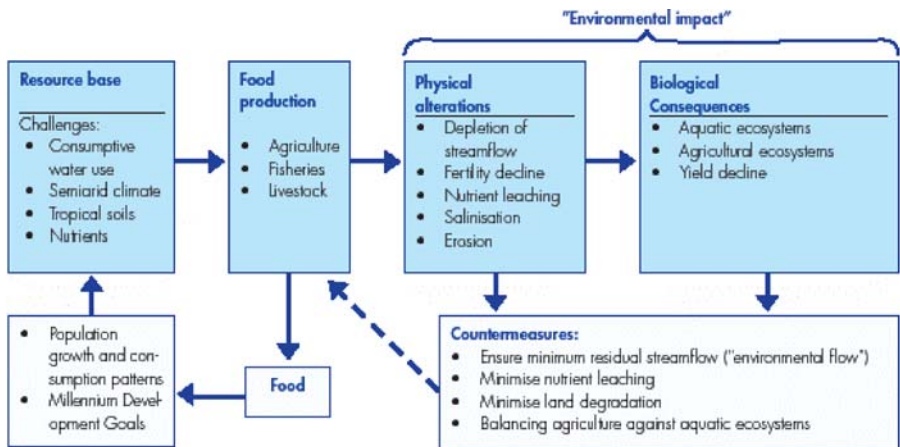 "Environmental impact"
Resource base
Challenges:
• Consumptive
water use
• Semiarid climate
• Tropical soils
• Nutrients
Food
production
• Agriculture
• Fisheries
• Livestock
Physical
alterations
• Depletion of
streamflow
• Fertility decline
• Nutrient leaching
• Salinisation
• Erosion
Biological
Consequences
• Aquatic ecosystems
• Agricultural ecosystems
• Yield decline
• Population
growth and con-
sumption patterns
• Millennium Devel-
opment Goals
Food
Countermeasures:
• Ensure minimum residual streamflow ("environmental flow")
• Minimise nutrient leaching
• Minimise land degradation
• Balancing agriculture against aquatic ecosystems